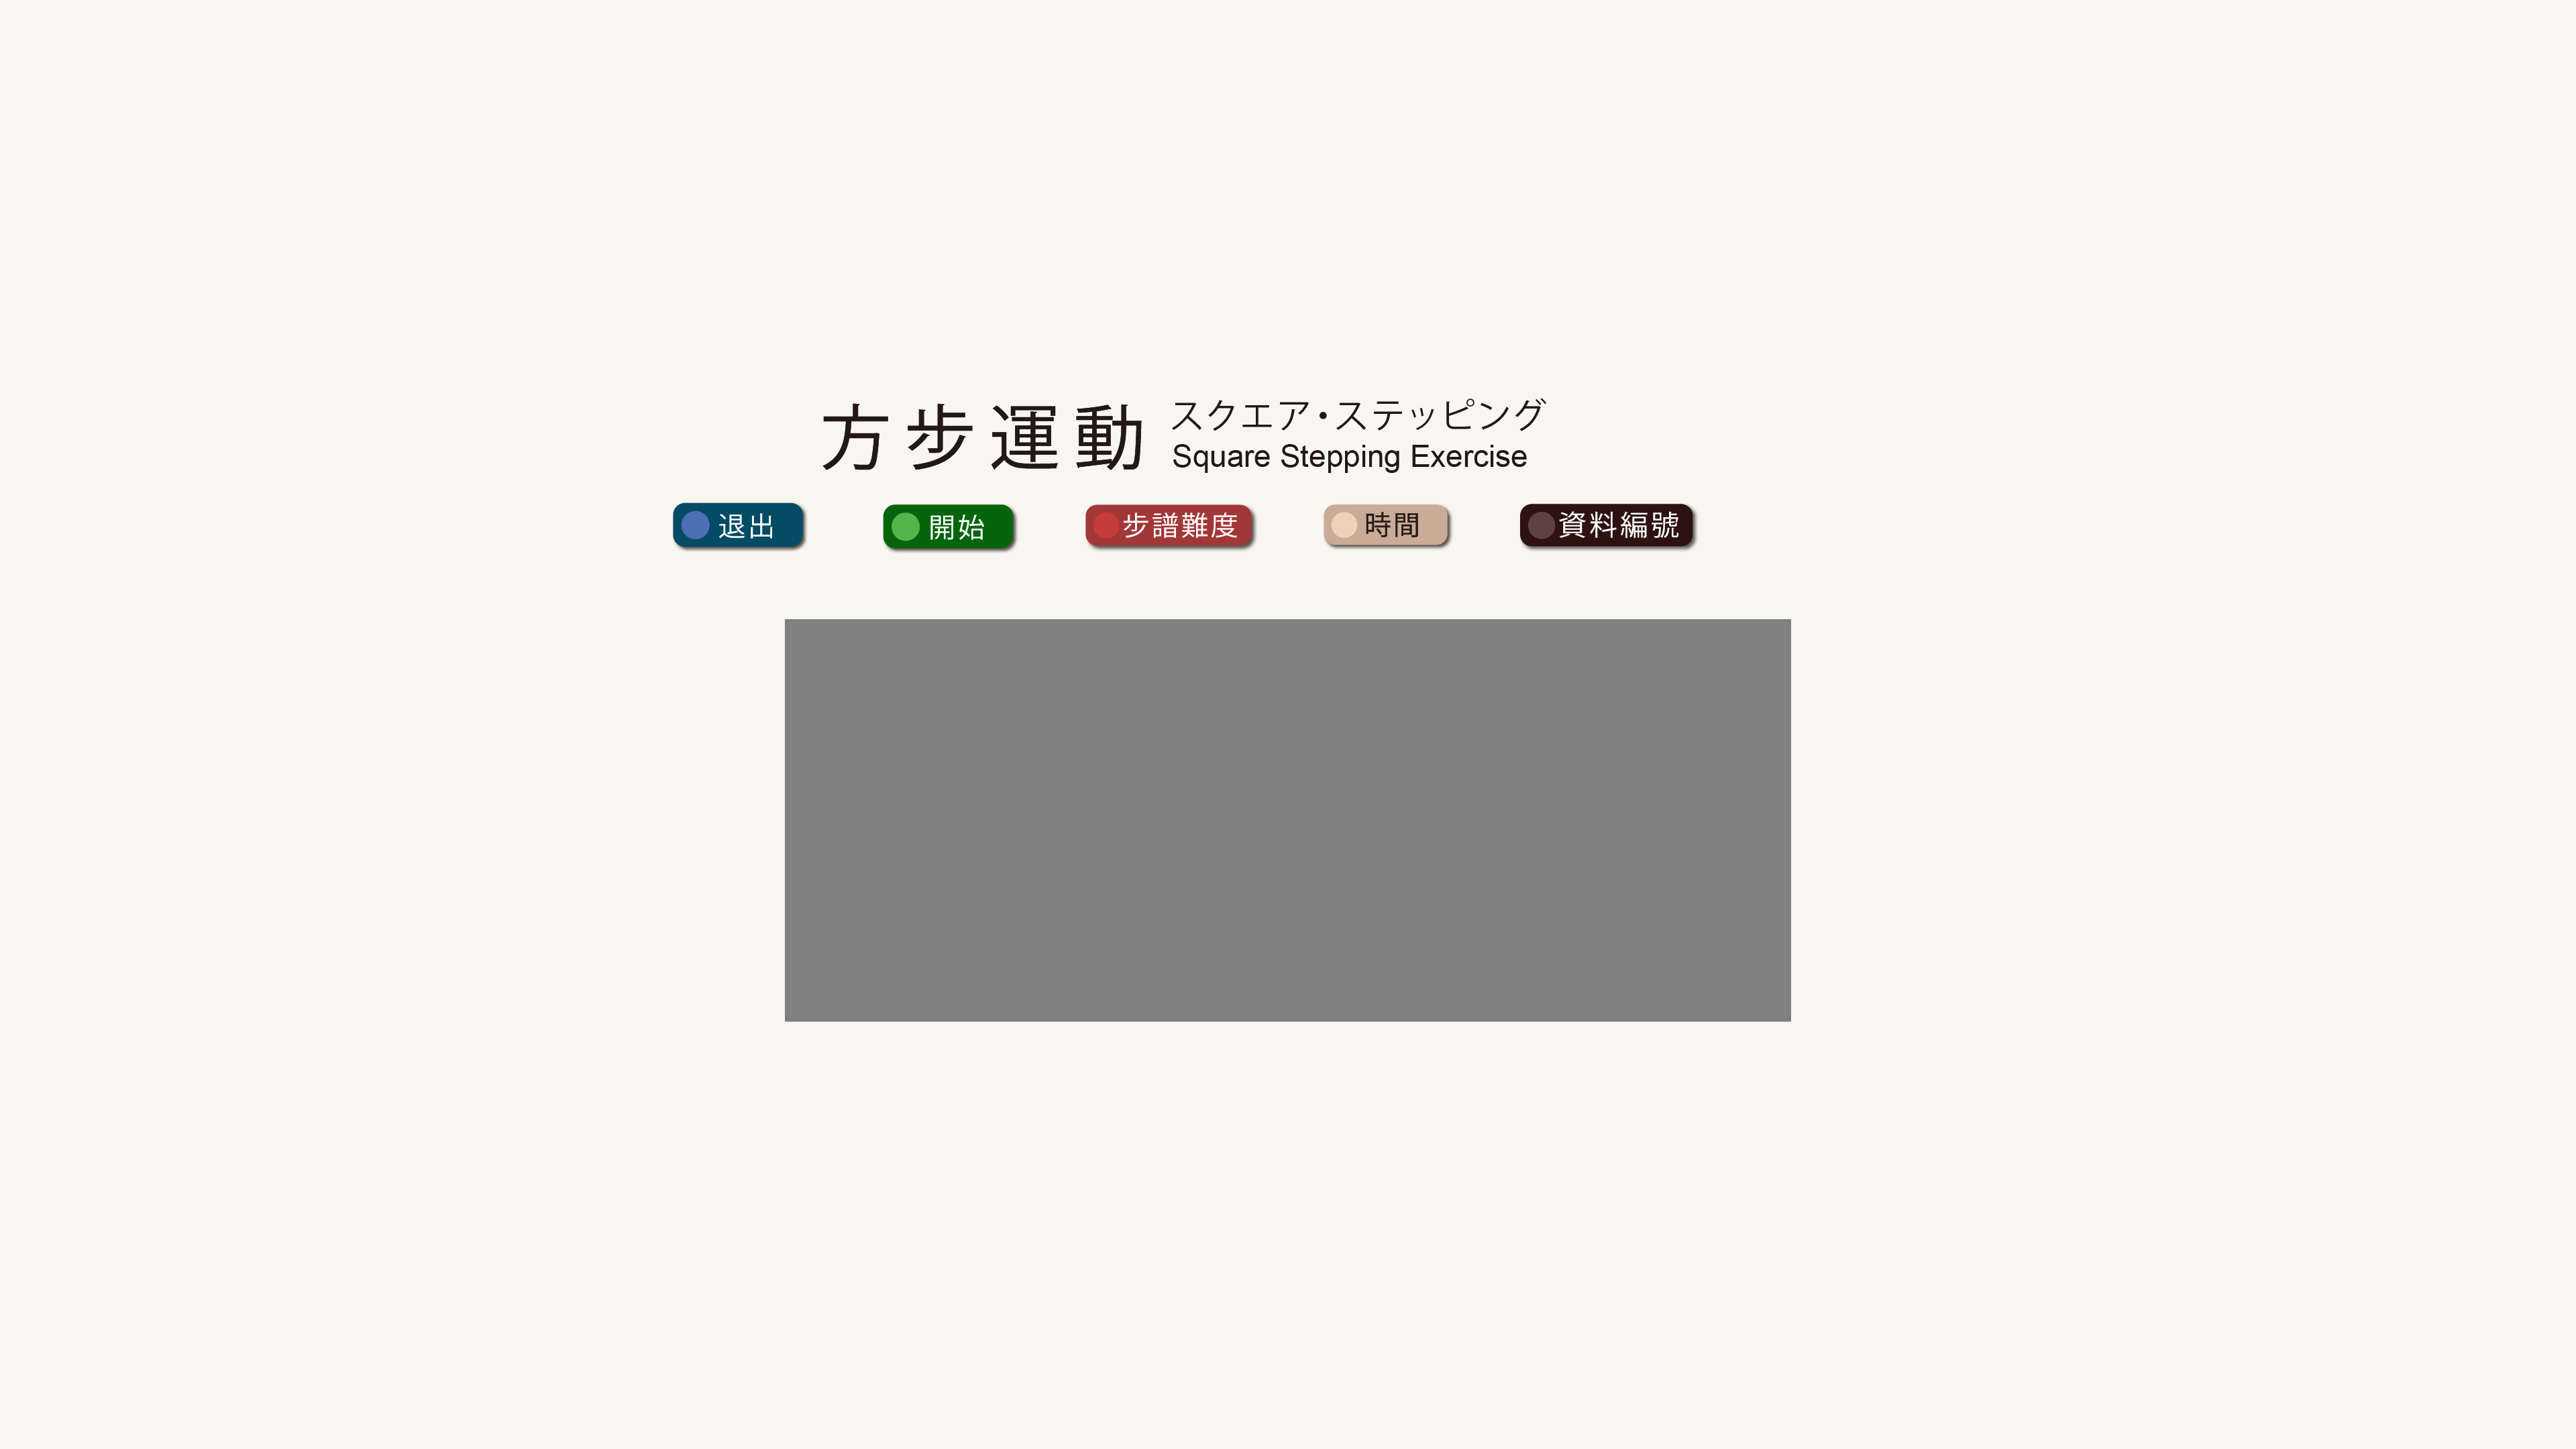 方步運動
スクエア・ステッピング
Square Stepping Exercise
退出
開始
步譜難度
時間
資料編號